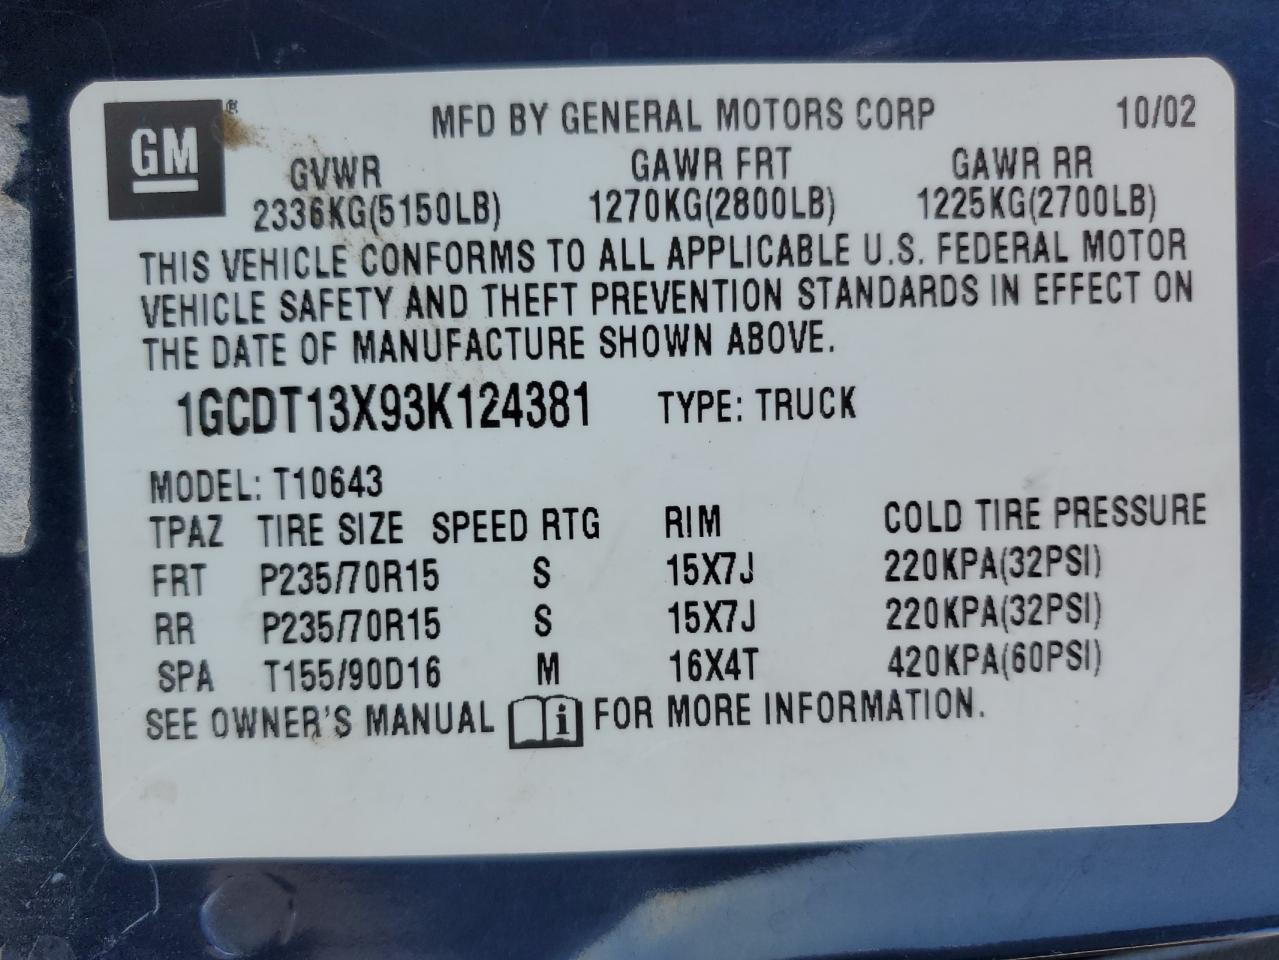 GM ® MFD BY GENERAL MOTORS CORP 10/02
GVWR GAWR FRT GAWR RR
2336KG(5150LB) 1270KG(2800LB) 1225KG(2700LB)
THIS VEHICLE CONFORMS TO ALL APPLICABLE U.S. FEDERAL MOTOR
VEHICLE SAFETY AND THEFT PREVENTION STANDARDS IN EFFECT ON
THE DATE OF MANUFACTURE SHOWN ABOVE.
1GCDT13X93K124381 TYPE: TRUCK
MODEL: T10643
TPAZ TIRE SIZE SPEED RTG RIM COLD TIRE PRESSURE
FRT P235/70R15 S 15X7J 220KPA(32PSI)
RR P235/70R15 S 15X7J 220KPA(32PSI)
SPA T155/90D16 M 16X4T 420KPA(60PSI)
SEE OWNER'S MANUAL i FOR MORE INFORMATION.